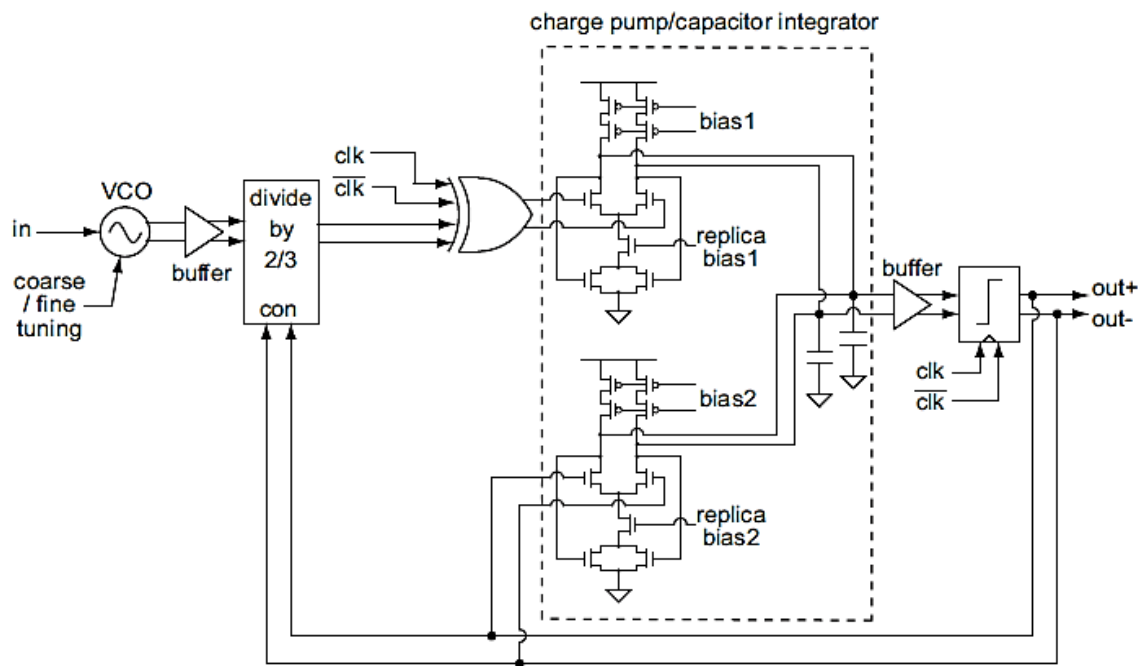 charge pump/capacitor integrator
bias1
clk
clk
VCO
in
buffer
coarse
/ fine
tuning
divide
by
2/3
con
replica
bias1
buffer
out+
out-
clk
clk
bias2
replica
bias2